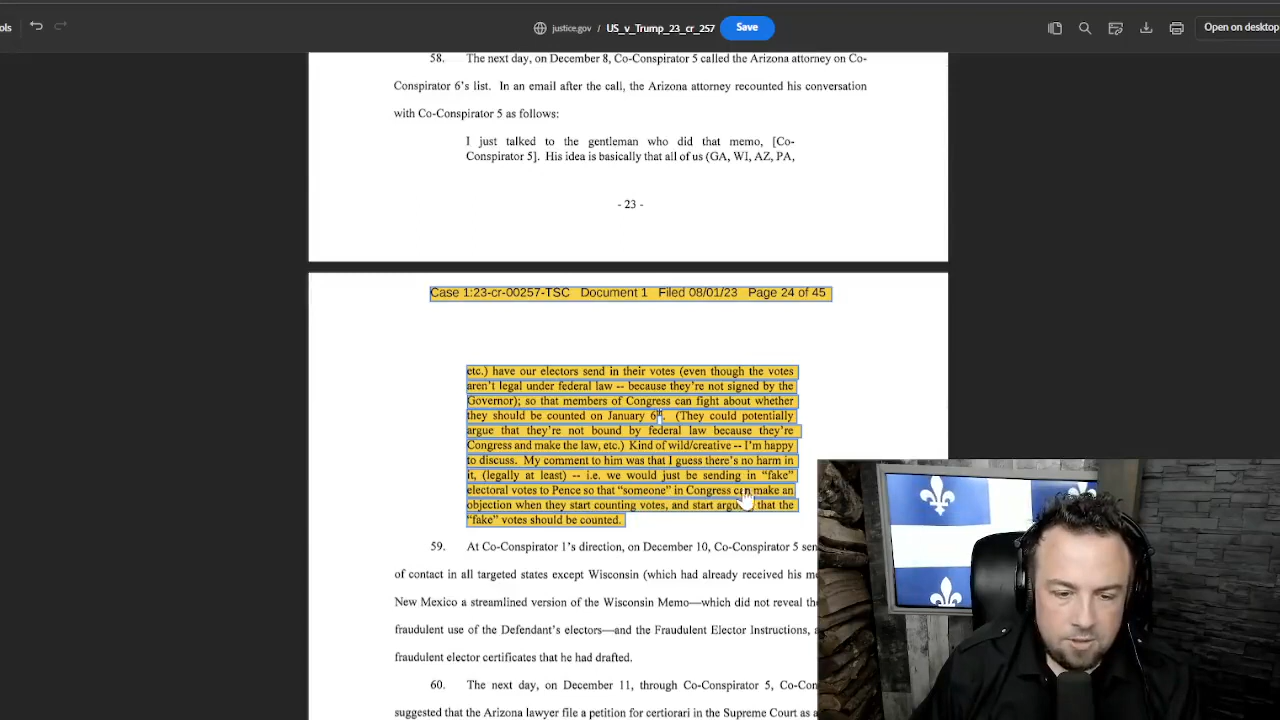 ols
justice.gov / US_v_Trump_23_cr_257 Save
Open on desktop
58. The next day, on December 8, Co-Conspirator 5 called the Arizona attorney on Co-
Conspirator 6's list. In an email after the call, the Arizona attorney recounted his conversation
with Co-Conspirator 5 as follows:
I just talked to the gentleman who did that memo, [Co-
Conspirator 5]. His idea is basically that all of us (GA, WI, AZ, PA,
- 23 -
Case 1:23-cr-00257-TSC Document 1 Filed 08/01/23 Page 24 of 45
etc.) have our electors send in their votes (even though the votes
aren't legal under federal law -- because they're not signed by the
Governor); so that members of Congress can fight about whether
they should be counted on January 6th. (They could potentially
argue that they're not bound by federal law because they're
Congress and make the law, etc.) Kind of wild/creative -- I'm happy
to discuss. My comment to him was that I guess there's no harm in
it, (legally at least) -- i.e. we would just be sending in "fake"
electoral votes to Pence so that "someone" in Congress can make an
objection when they start counting votes, and start arguing that the
"fake" votes should be counted.
59. At Co-Conspirator 1's direction, on December 10, Co-Conspirator 5 sen
of contact in all targeted states except Wisconsin (which had already received his m
New Mexico a streamlined version of the Wisconsin Memo—which did not reveal the
fraudulent use of the Defendant's electors—and the Fraudulent Elector Instructions,
fraudulent elector certificates that he had drafted.
60. The next day, on December 11, through Co-Conspirator 5, Co-Con
suggested that the Arizona lawyer file a petition for certiorari in the Supreme Court as